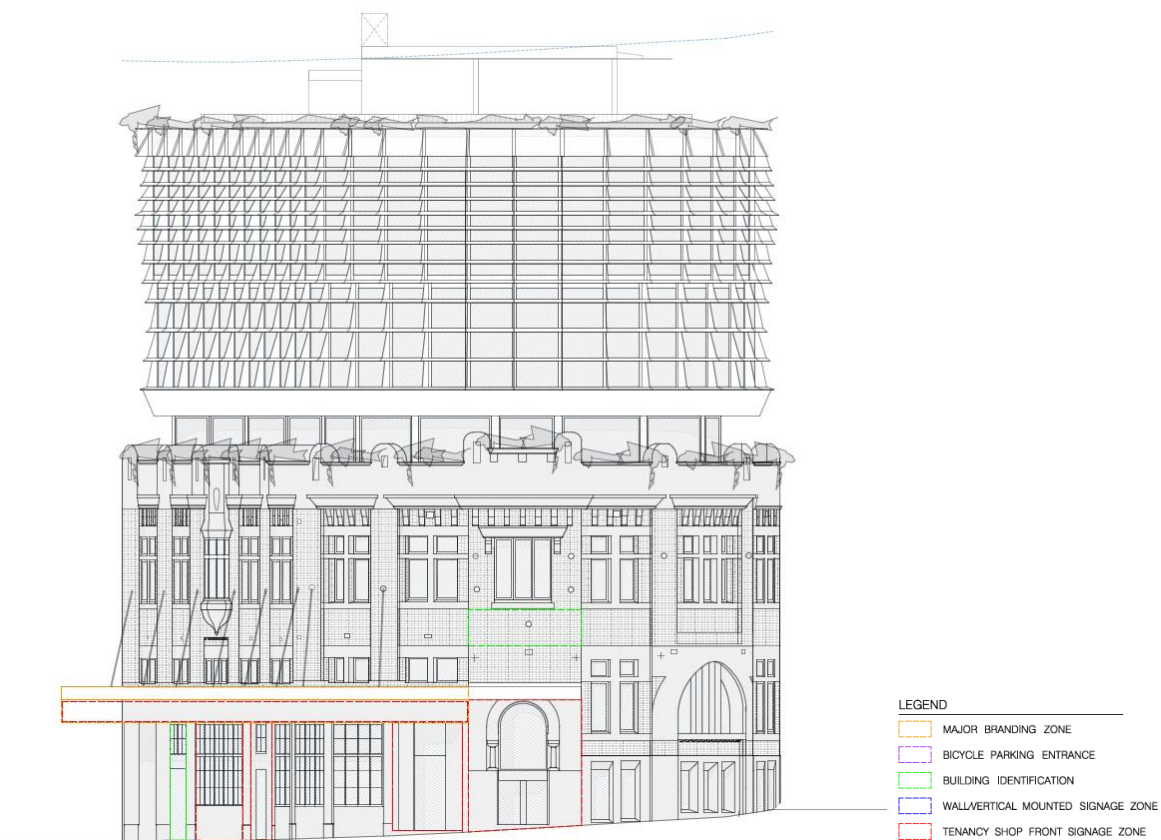 LEGEND
MAJOR BRANDING ZONE
BICYCLE PARKING ENTRANCE
BUILDING IDENTIFICATION
WALL/VERTICAL MOUNTED SIGNAGE ZONE
TENANCY SHOP FRONT SIGNAGE ZONE